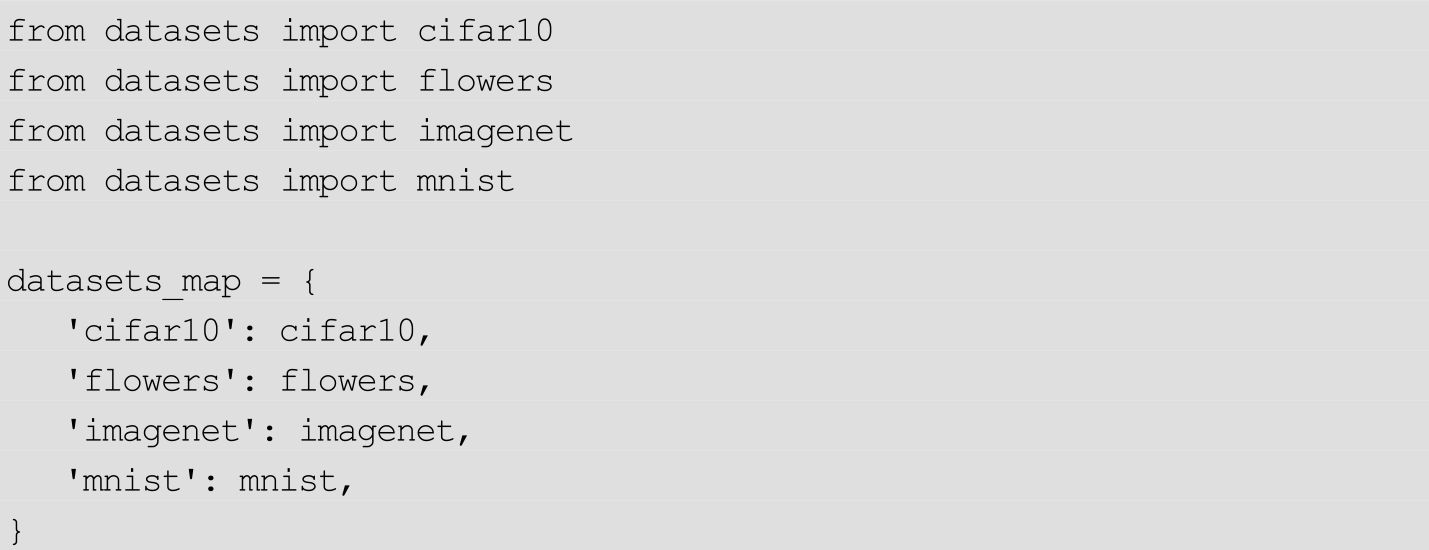 from datasets import cifar10
from datasets import flowers
from datasets import imagenet
from datasets import mnist

datasets_map = {
   'cifar10': cifar10,
   'flowers': flowers,
   'imagenet': imagenet,
   'mnist': mnist,
}